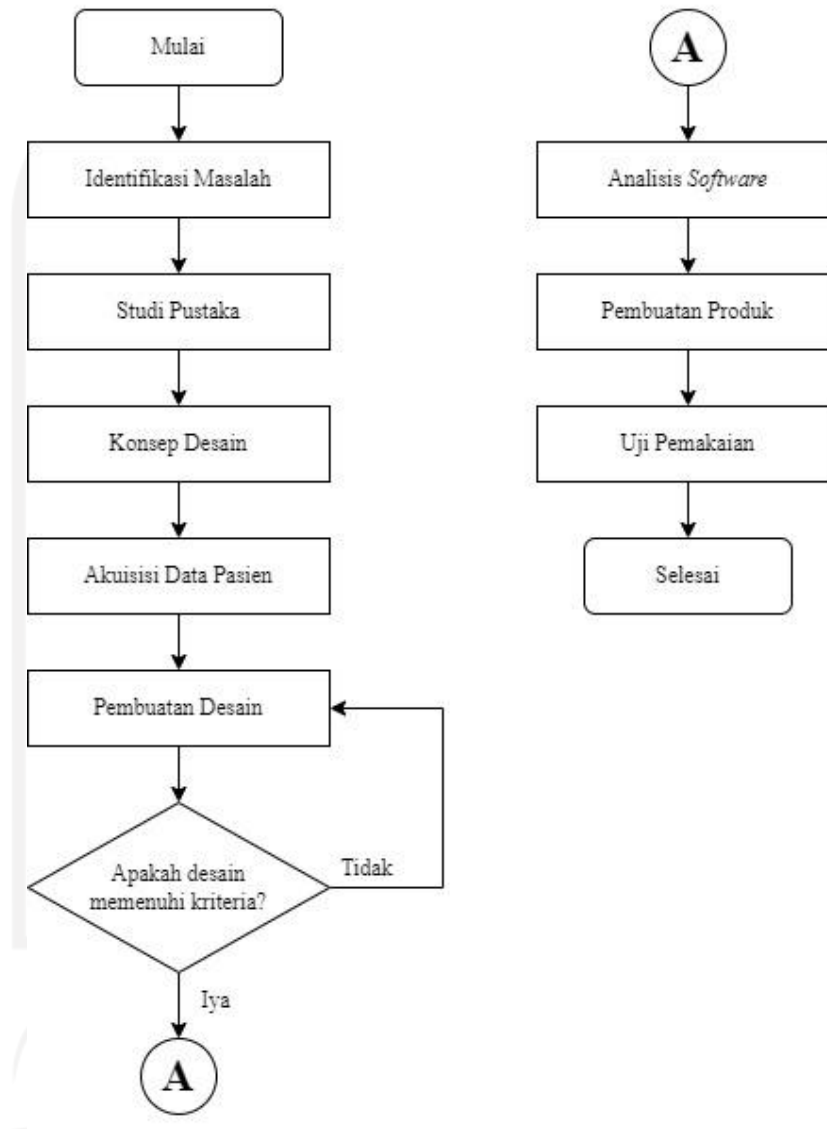 Mulai
Identifikasi Masalah
Studi Pustaka
Konsep Desain
Akuisisi Data Pasien
Pembuatan Desain
Apakah desain
memenuhi kriteria?
Tidak
Iya
A
A
Analisis Software
Pembuatan Produk
Uji Pemakaian
Selesai